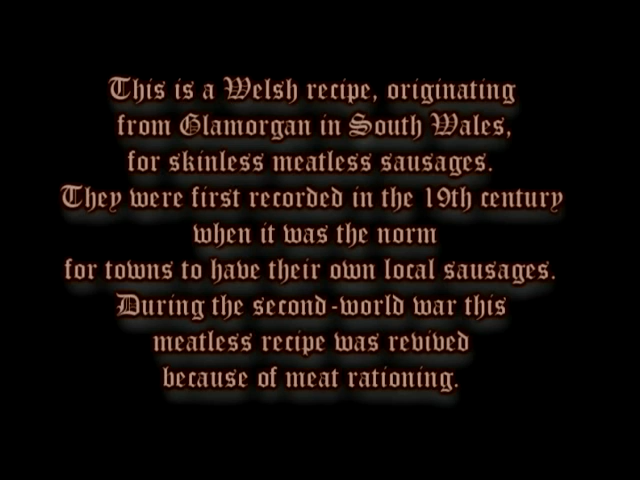 This is a Welsh recipe, originating
from Glamorgan in South Wales,
for skinless meatless sausages.
They were first recorded in the 19th century
when it was the norm
for towns to have their own local sausages.
During the second-world war this
meatless recipe was revived
because of meat rationing.